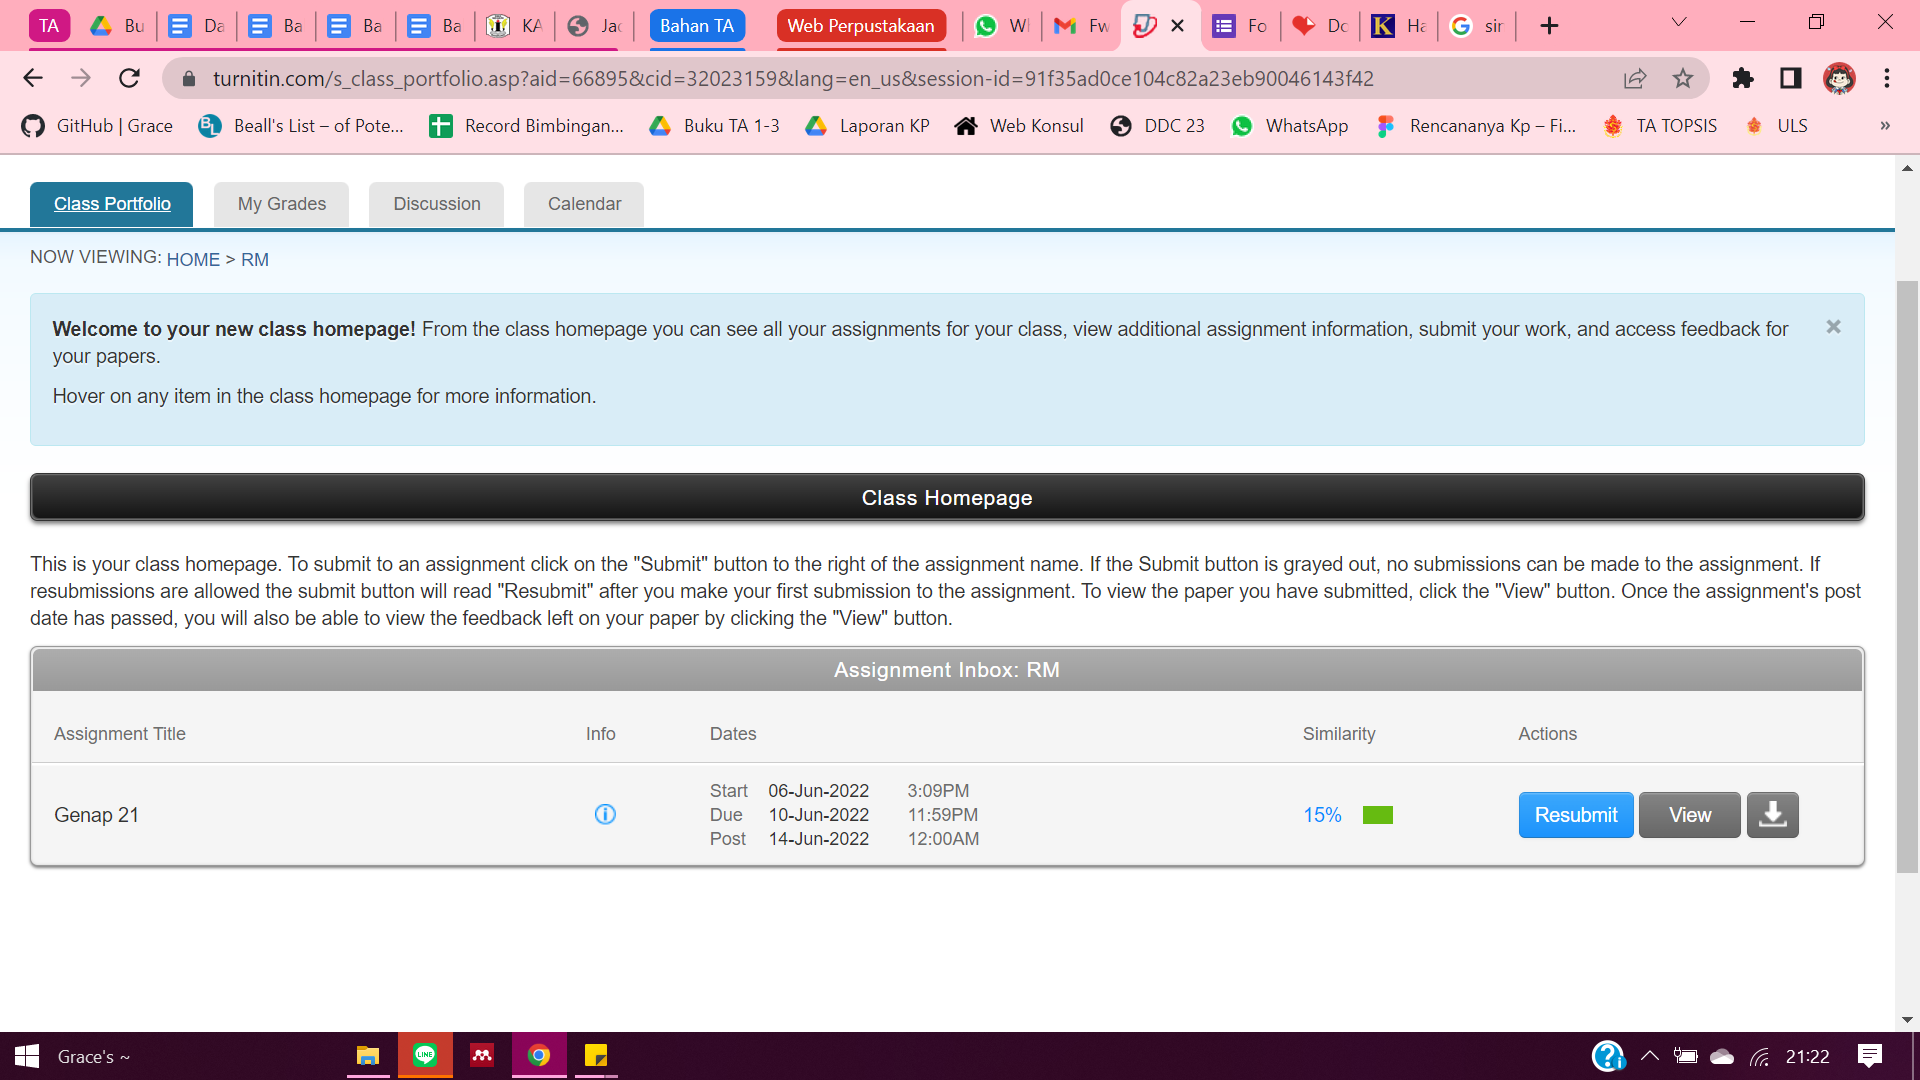 TA Bu Da Ba Ba Ba KA Jac Bahan TA Web Perpustakaan Wh Fw Fo Do Ha sir
turnitin.com/s_class_portfolio.asp?aid=66895&cid=32023159&lang=en_us&session-id=91f35ad0ce104c82a23eb90046143f42
GitHub | Grace Beall's List – of Pote... Record Bimbingan... Buku TA 1-3 Laporan KP Web Konsul DDC 23 WhatsApp Rencananya Kp – Fi... TA TOPSIS ULS »
Class Portfolio My Grades Discussion Calendar
NOW VIEWING: HOME > RM
Welcome to your new class homepage! From the class homepage you can see all your assignments for your class, view additional assignment information, submit your work, and access feedback for
your papers.
Hover on any item in the class homepage for more information.
Class Homepage
This is your class homepage. To submit to an assignment click on the "Submit" button to the right of the assignment name. If the Submit button is grayed out, no submissions can be made to the assignment. If
resubmissions are allowed the submit button will read "Resubmit" after you make your first submission to the assignment. To view the paper you have submitted, click the "View" button. Once the assignment's post
date has passed, you will also be able to view the feedback left on your paper by clicking the "View" button.
Assignment Inbox: RM
Assignment Title Info Dates Similarity Actions
Start 06-Jun-2022 3:09PM
Genap 21 Due 10-Jun-2022 11:59PM 15% Resubmit View
Post 14-Jun-2022 12:00AM
Grace's ~ LINE 21:22